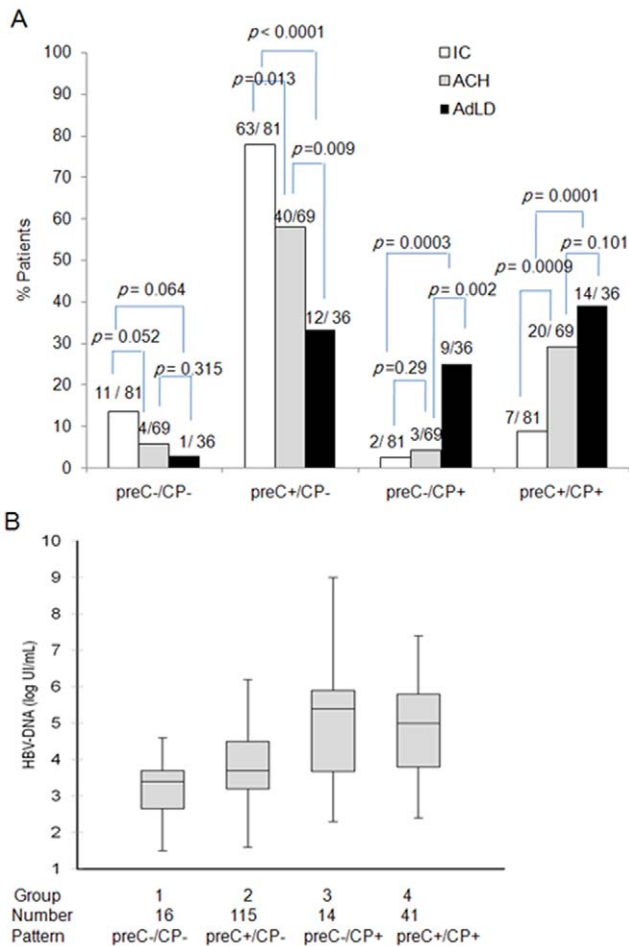 A
p< 0.0001
p=0.013
IC
ACH
AdLD
63/ 81
p=0.009
40/69
p= 0.0001
p= 0.0003
p= 0.101
p= 0.0009
p= 0.064
p= 0.002
p= 0.052
p= 0.315
p=0.29
12/ 36
9/36
20/ 69
14/ 36
11/ 81
4/69
1/ 36
2/ 81
3/69
7/ 81
% Patients
100
90
80
70
60
50
40
30
20
10
0
preC-/CP- preC+/CP- preC-/CP+ preC+/CP+
B
HBV-DNA (log UI/mL)
10
9
8
7
6
5
4
3
2
1
Group 1 2 3 4
Number 16 115 14 41
Pattern preC-/CP- preC+/CP- preC-/CP+ preC+/CP+